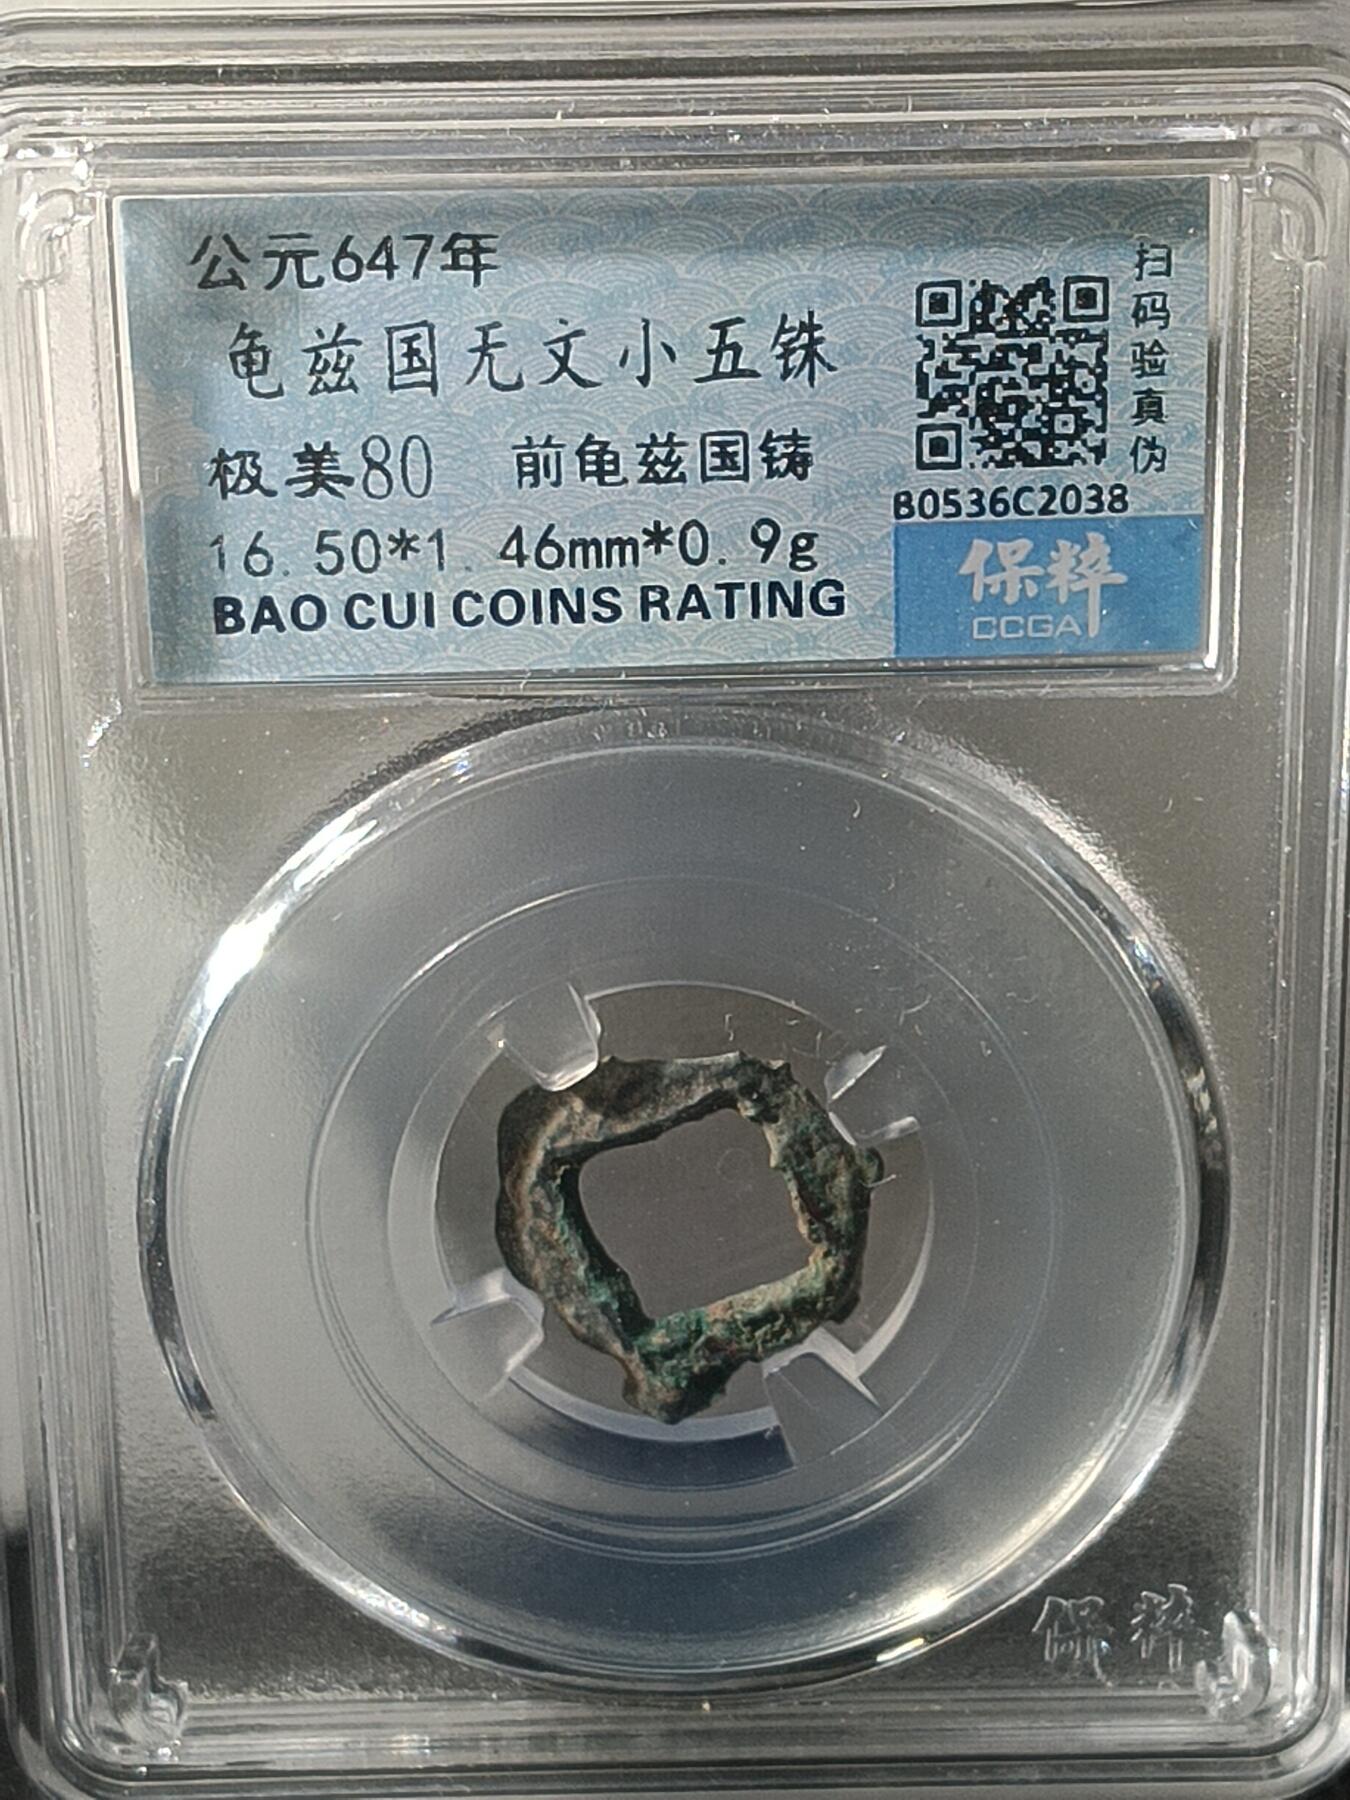 公元647年
龟兹国无文小五铢
极美80 前龟兹国铸
16.50*1.46mm*0.9g
BAO CUI COINS RATING
扫码验真伪
B0536C2038
保粹
CCGA
保粹